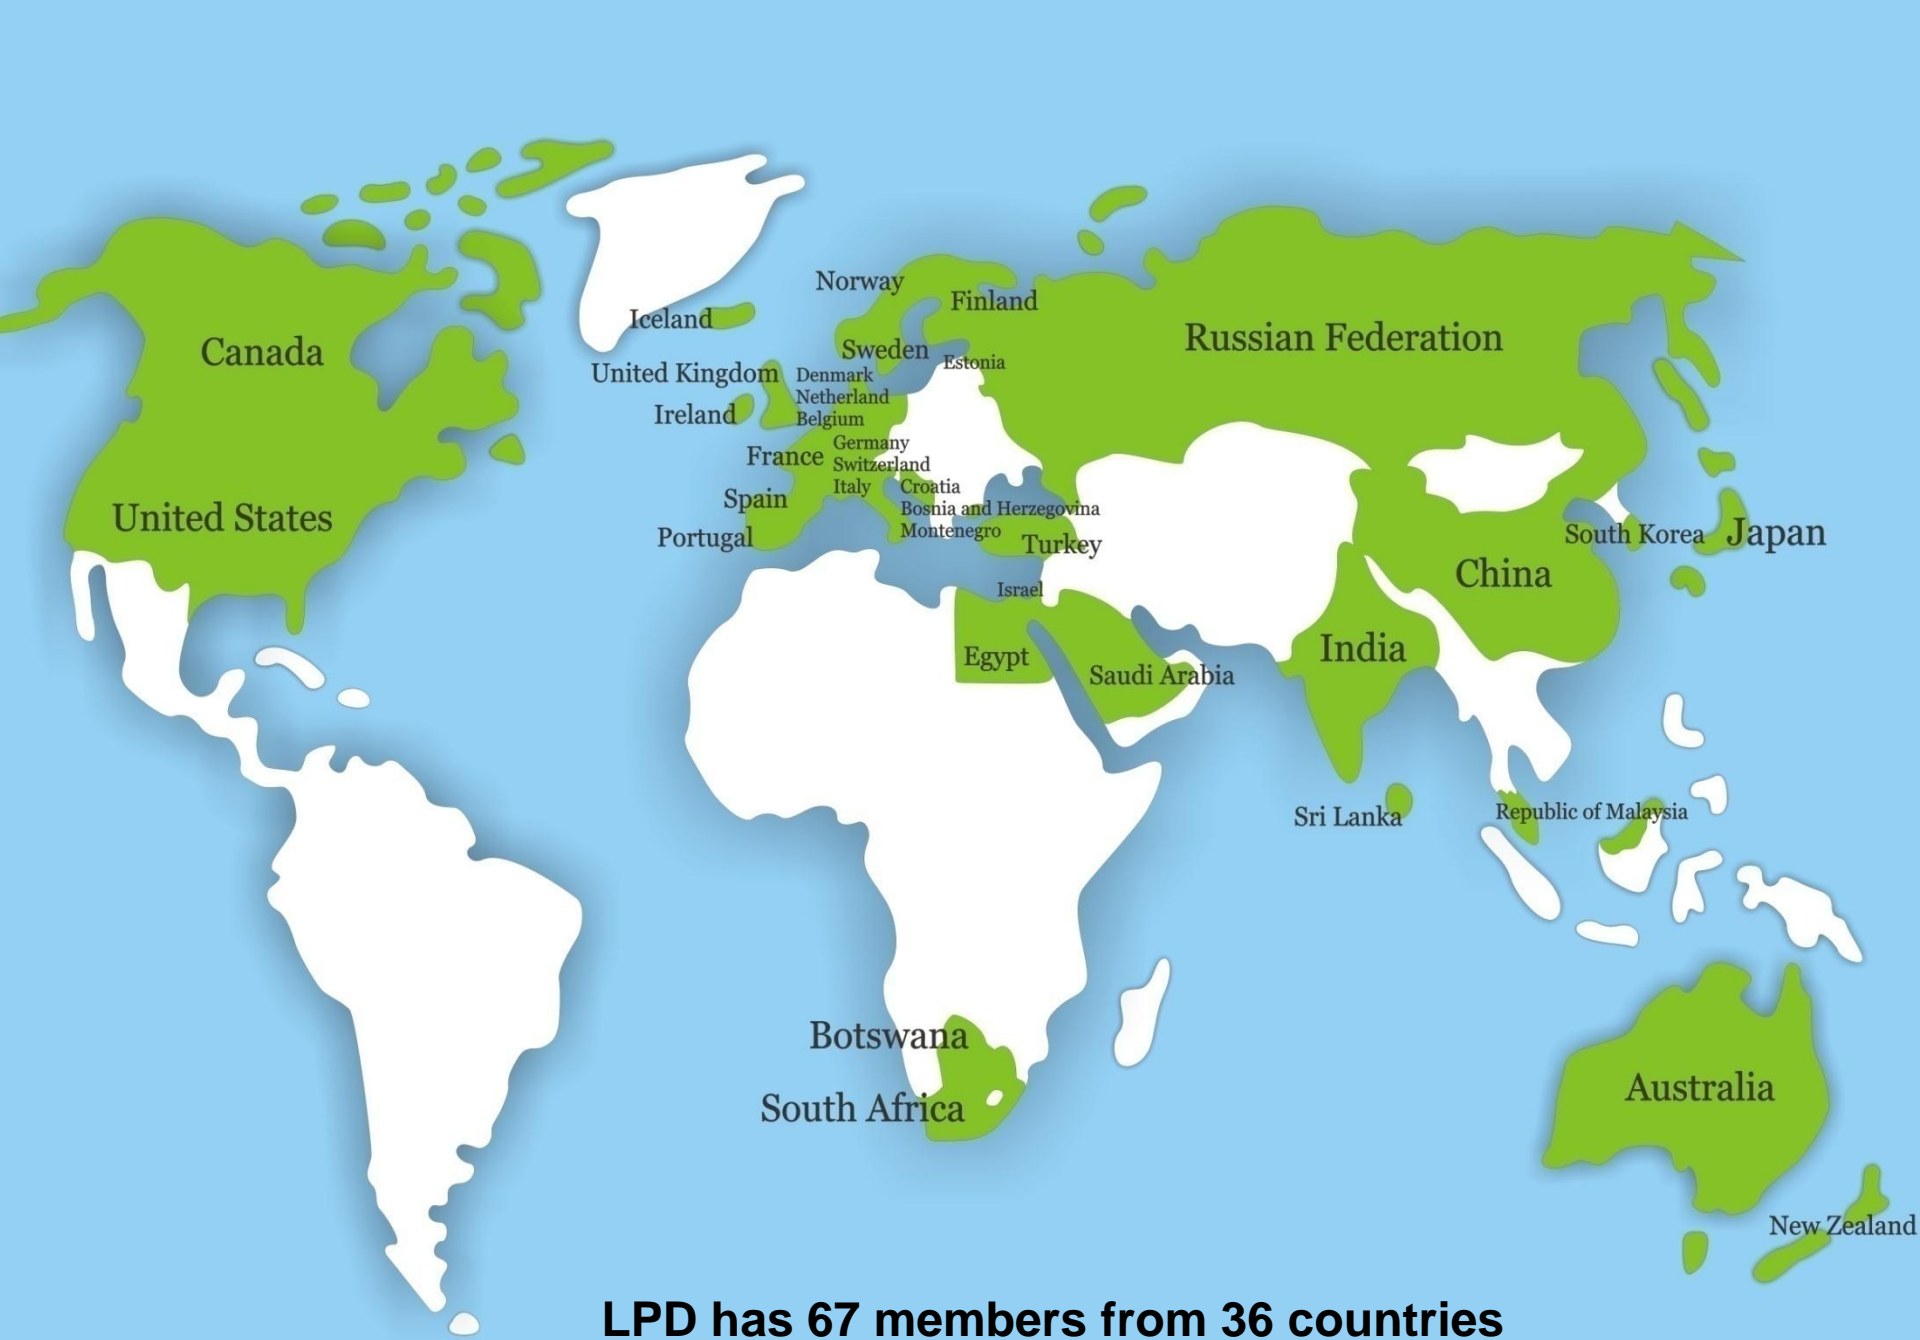 Norway
Finland
Iceland
Canada
Russian Federation
Sweden
Estonia
United Kingdom
Denmark
Netherland
Belgium
Ireland
Germany
France
Switzerland
Italy
Croatia
Spain
Bosnia and Herzegovina
United States
Montenegro
Portugal
Turkey
South Korea
Japan
China
Israel
India
Egypt
Saudi Arabia
Sri Lanka
Republic of Malaysia
Botswana
South Africa
Australia
New Zealand
LPD has 67 members from 36 countries